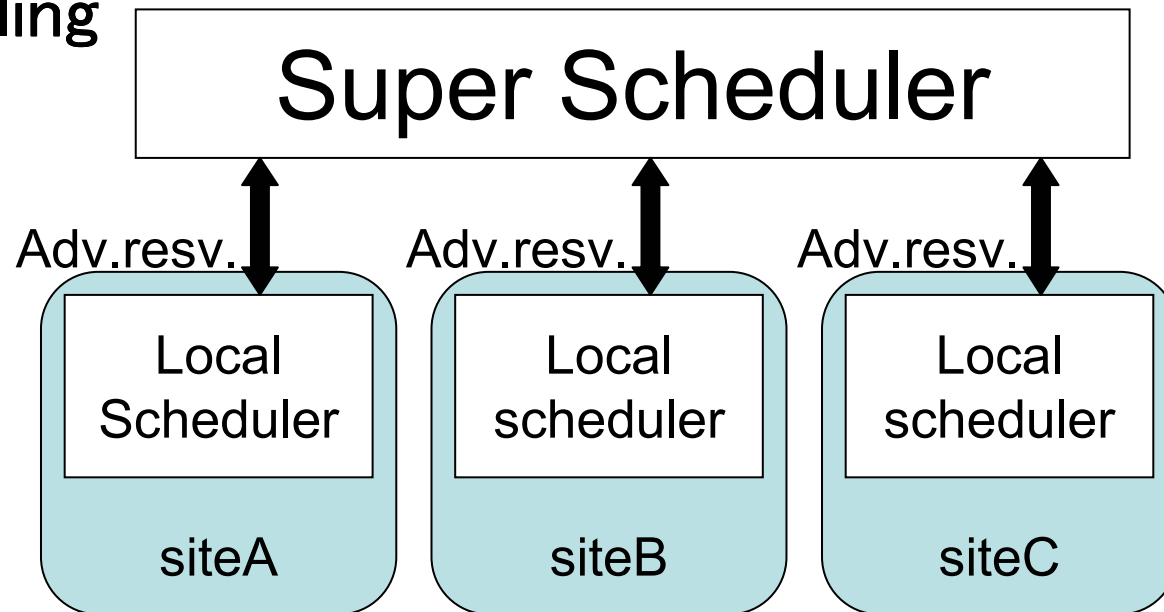 ling
Super Scheduler
Adv.resv. Adv.resv. Adv.resv.
Local Local Local
Scheduler scheduler scheduler
siteA siteB siteC